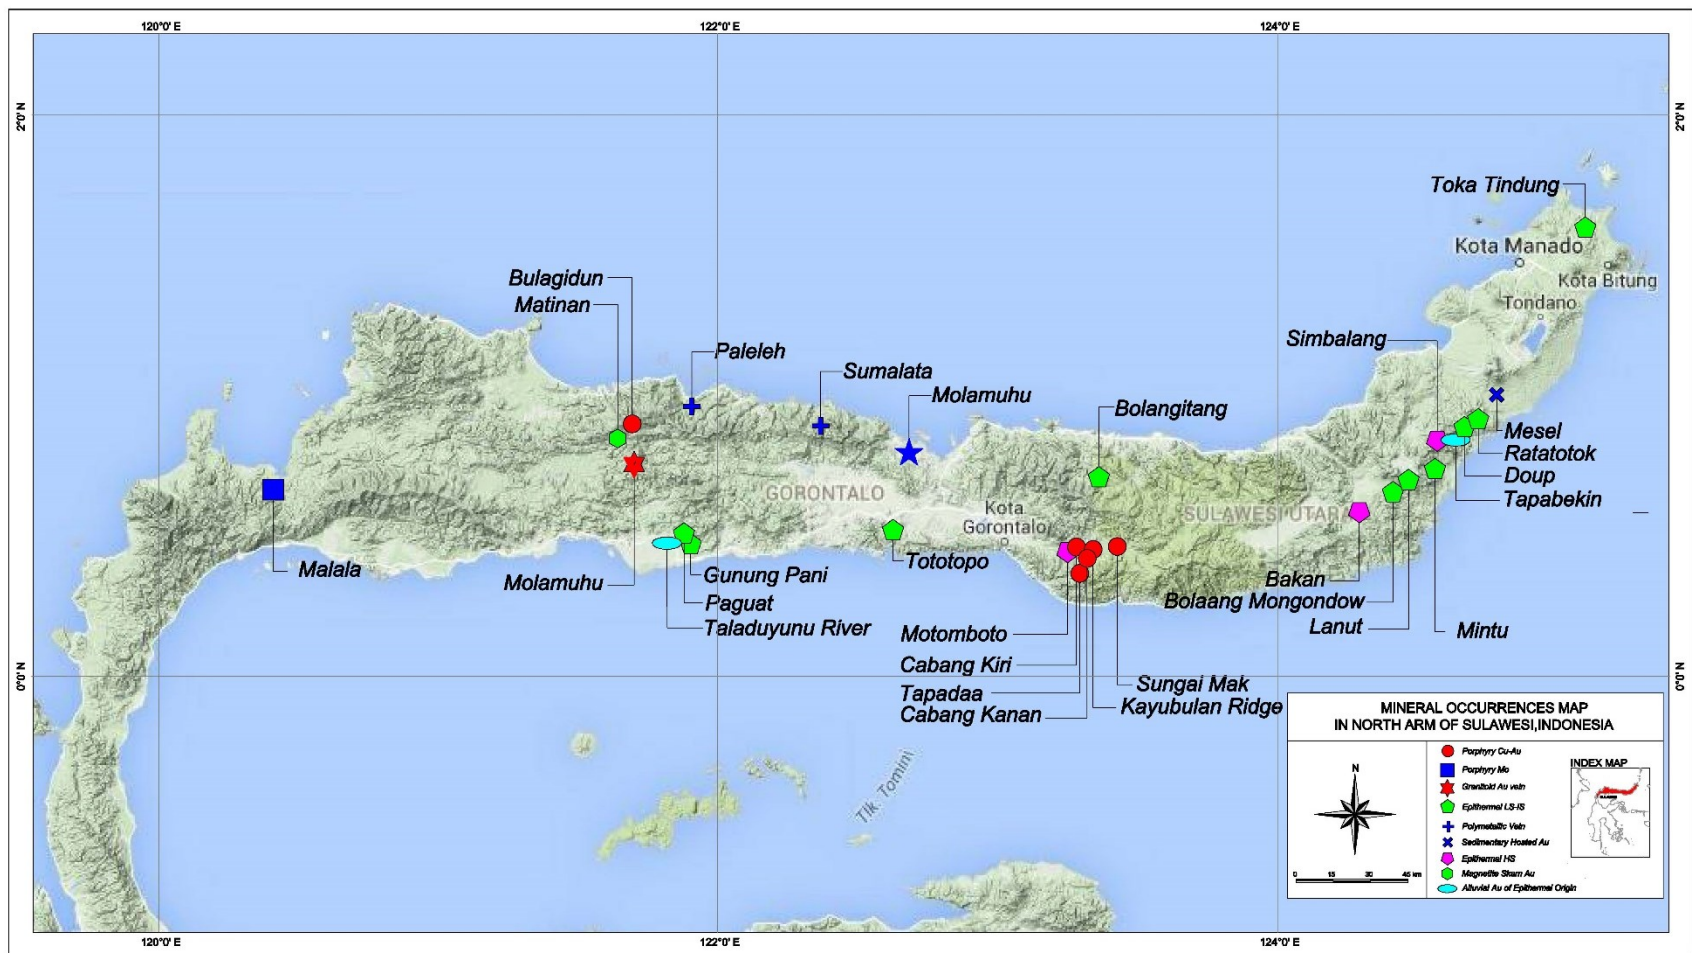 120°0' E
122°0' E
124°0' E
2°0' N
2°0' N
Toka Tindung
Kota Manado
Kota Bitung
Tondano
Bulagidun
Matinan
Paleleh
Sumalata
Molamuhu
Bolangitang
Simbalang
Mesel
Ratatotok
Doup
Tapabekin
GORONTALO
Kota
Gorontalo
SULAWESI UTARA
Malala
Molamuhu
Gunung Pani
Paguat
Taladuyunu River
Tototopo
Motomboto
Cabang Kiri
Tapadaa
Cabang Kanan
Sungai Mak
Kayubulan Ridge
Bakan
Bolaang Mongondow
Lanut
Mintu
0°0' N
0°0' N
Tlk. Tomini
MINERAL OCCURRENCES MAP
IN NORTH ARM OF SULAWESI,INDONESIA
N
0 15 30 45 km
Porphyry Cu-Au
Porphyry Mo
Granitoid Au vein
Epithermal LS-IS
Polymetallic Vein
Sedimentary Hosted Au
Epithermal HS
Magnetite Skarn Au
Alluvial Au of Epithermal Origin
INDEX MAP
120°0' E
122°0' E
124°0' E